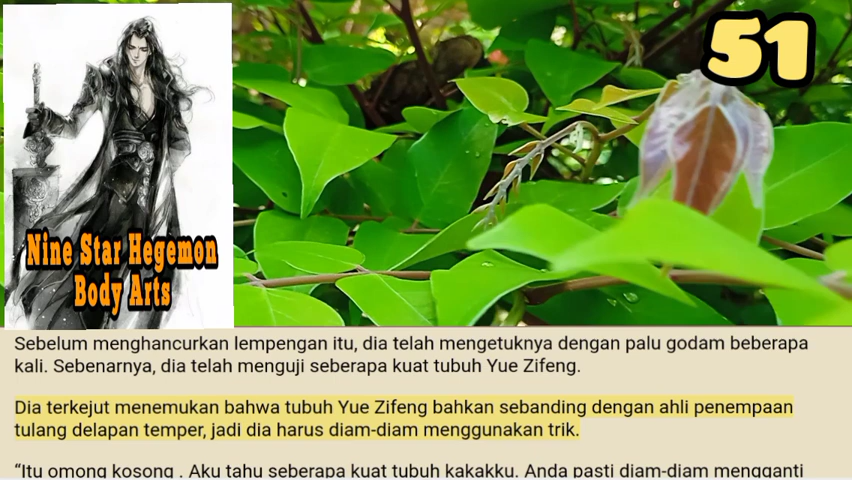 51
Nine Star Hegemon
Body Arts
Sebelum menghancurkan lempengan itu, dia telah mengetuknya dengan palu godam beberapa
kali. Sebenarnya, dia telah menguji seberapa kuat tubuh Yue Zifeng.
Dia terkejut menemukan bahwa tubuh Yue Zifeng bahkan sebanding dengan ahli penempaan
tulang delapan temper, jadi dia harus diam-diam menggunakan trik.
“Itu omong kosong . Aku tahu seberapa kuat tubuh kakakku. Anda pasti diam-diam mengganti